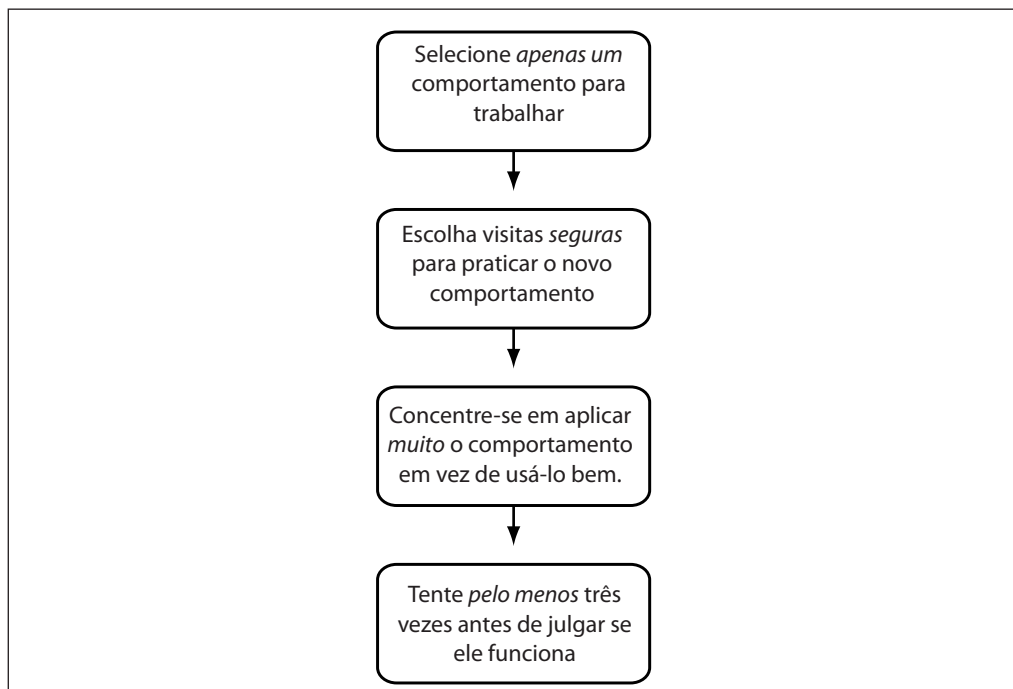 Selecione apenas um
comportamento para
trabalhar
Escolha visitas seguras
para praticar o novo
comportamento
Concentre-se em aplicar
muito o comportamento
em vez de usá-lo bem.
Tente pelo menos três
vezes antes de julgar se
ele funciona